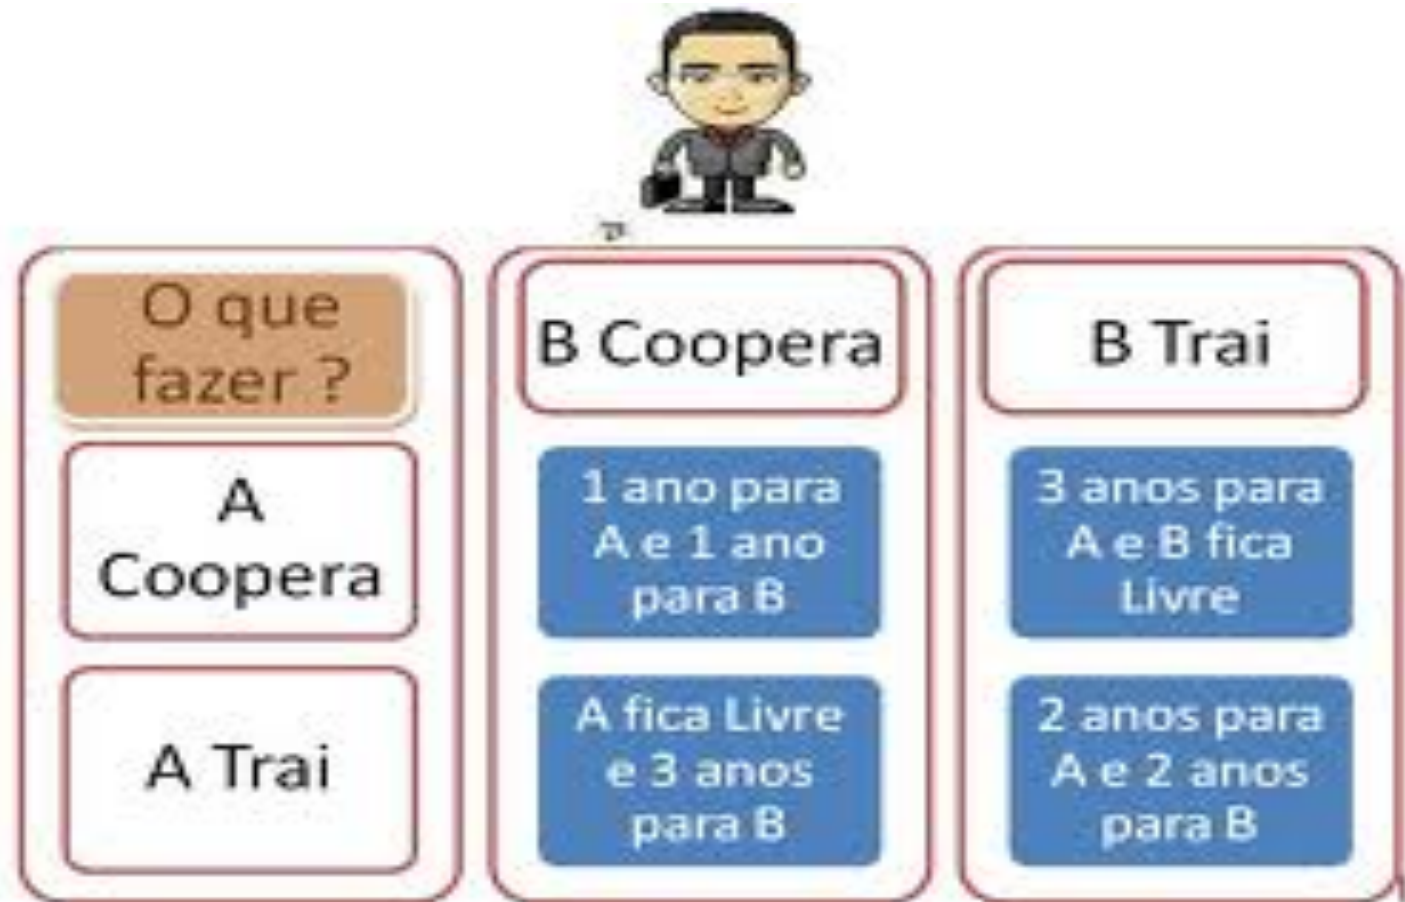 O que
fazer ?
B Coopera
B Trai
A
Coopera
1 ano para
A e 1 ano
para B
3 anos para
A e B fica
Livre
A Trai
A fica Livre
e 3 anos
para B
2 anos para
A e 2 anos
para B